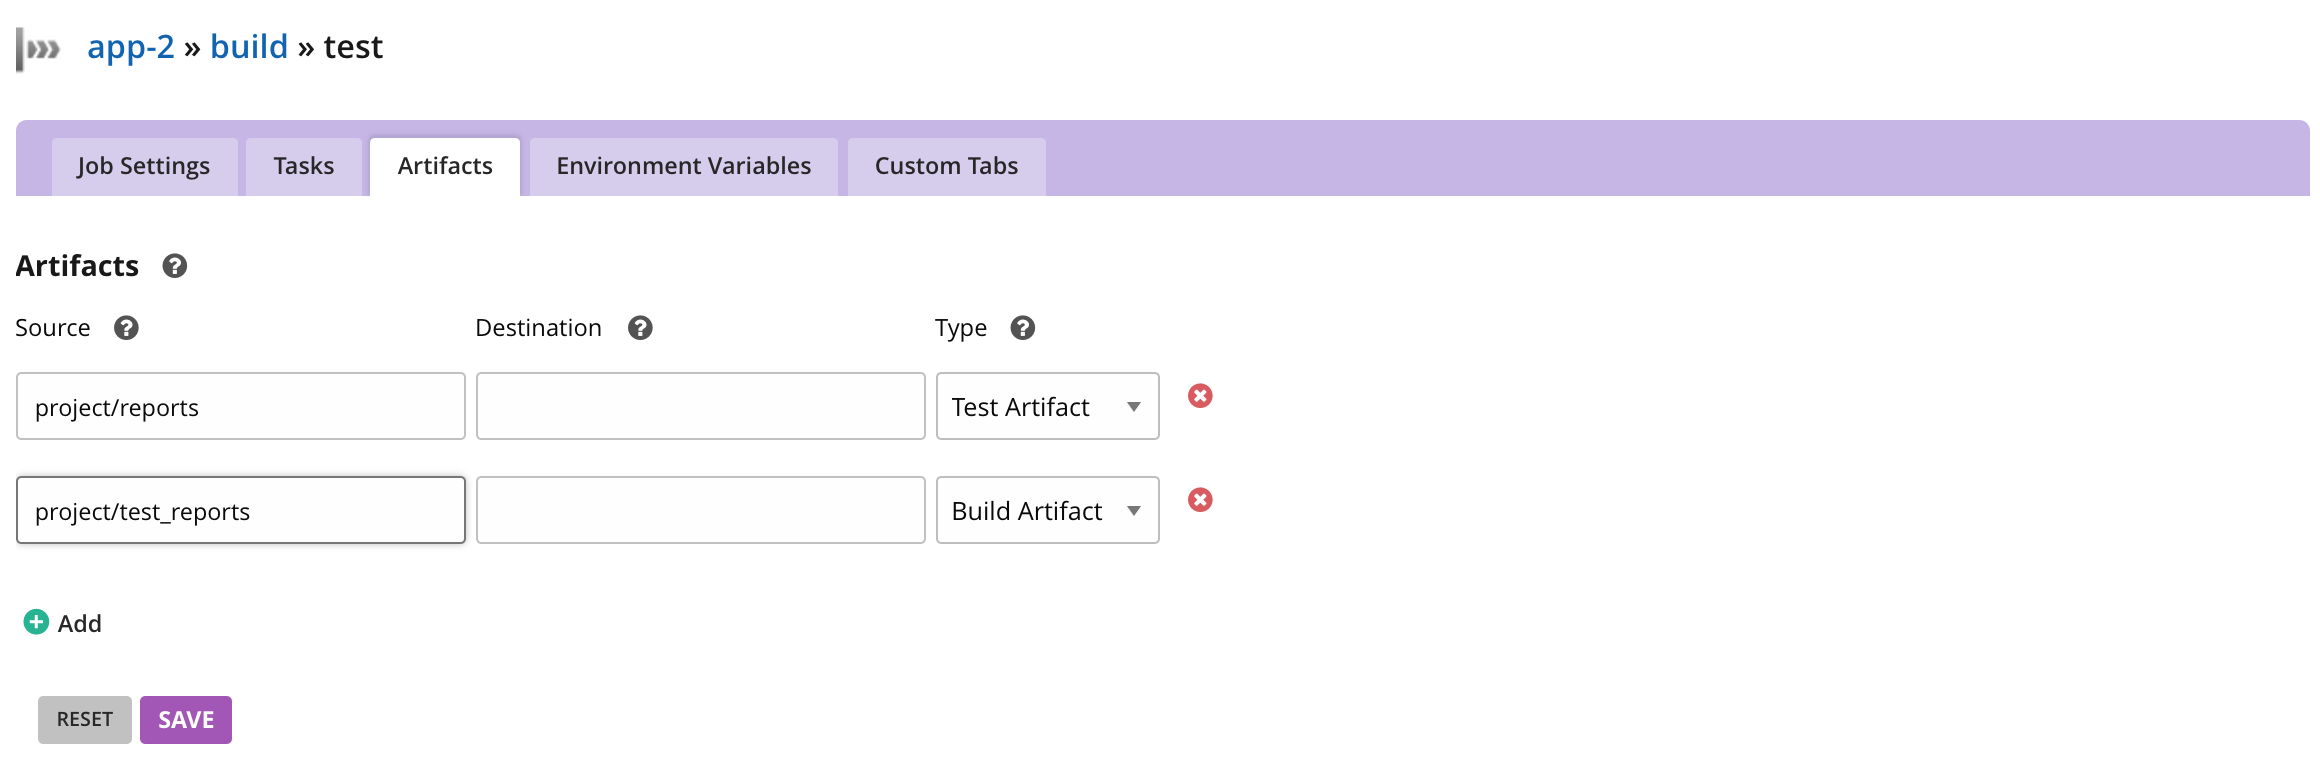 app-2 » build » test
Job Settings Tasks Artifacts Environment Variables Custom Tabs
Artifacts
Source Destination Type
project/reports Test Artifact
project/test_reports Build Artifact
Add
RESET SAVE